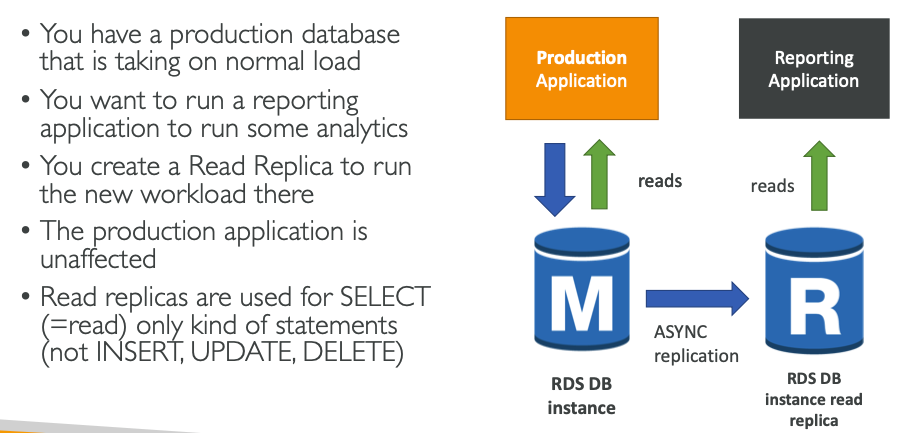 • You have a production database
that is taking on normal load
• You want to run a reporting
application to run some analytics
• You create a Read Replica to run
the new workload there
• The production application is
unaffected
• Read replicas are used for SELECT
(=read) only kind of statements
(not INSERT, UPDATE, DELETE)
Production
Application
Reporting
Application
reads
reads
M
R
ASYNC
replication
RDS DB
instance
RDS DB
instance read
replica